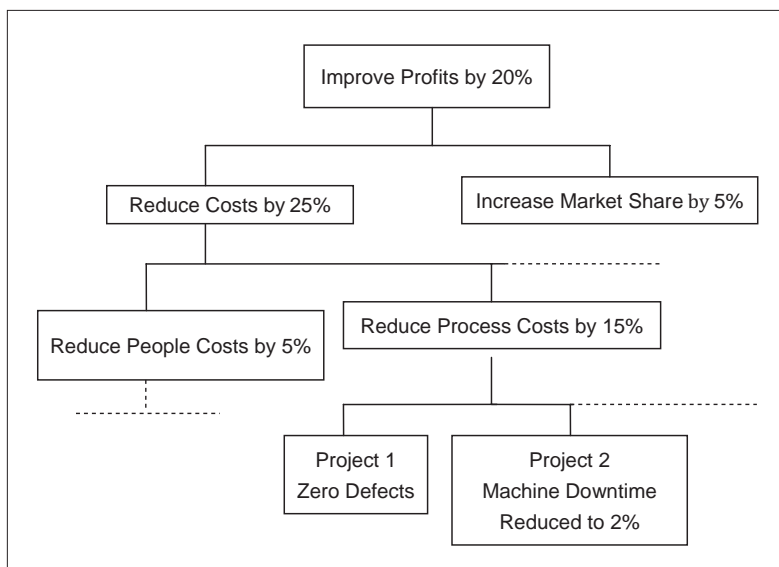 Improve Profits by 20%
Reduce Costs by 25%
Increase Market Share by 5%
Reduce People Costs by 5%
Reduce Process Costs by 15%
Project 1
Zero Defects
Project 2
Machine Downtime
Reduced to 2%